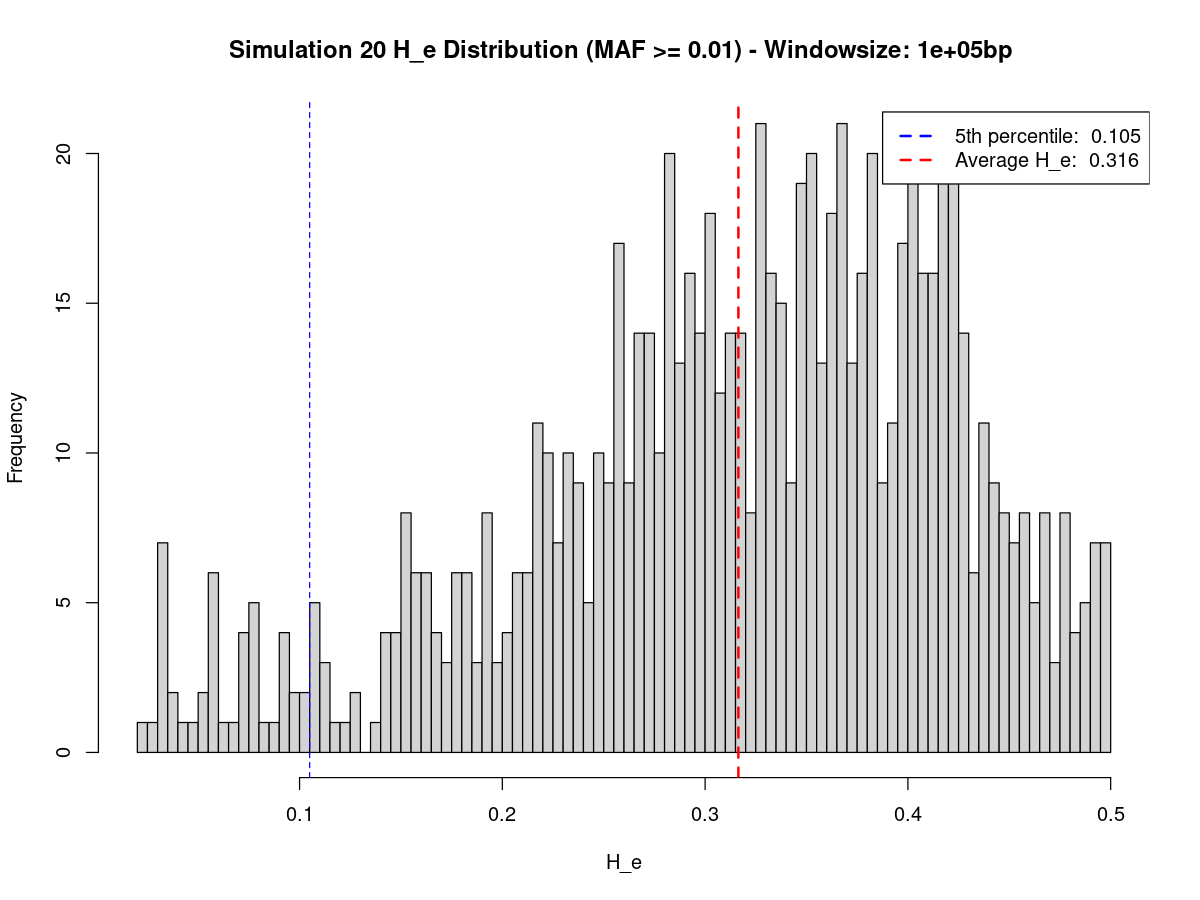 Simulation 20 H_e Distribution (MAF >= 0.01) - Windowsize: 1e+05bp
5th percentile: 0.105
Average H_e: 0.316
Frequency
20
15
10
5
0
0.1 0.2 0.3 0.4 0.5
H_e